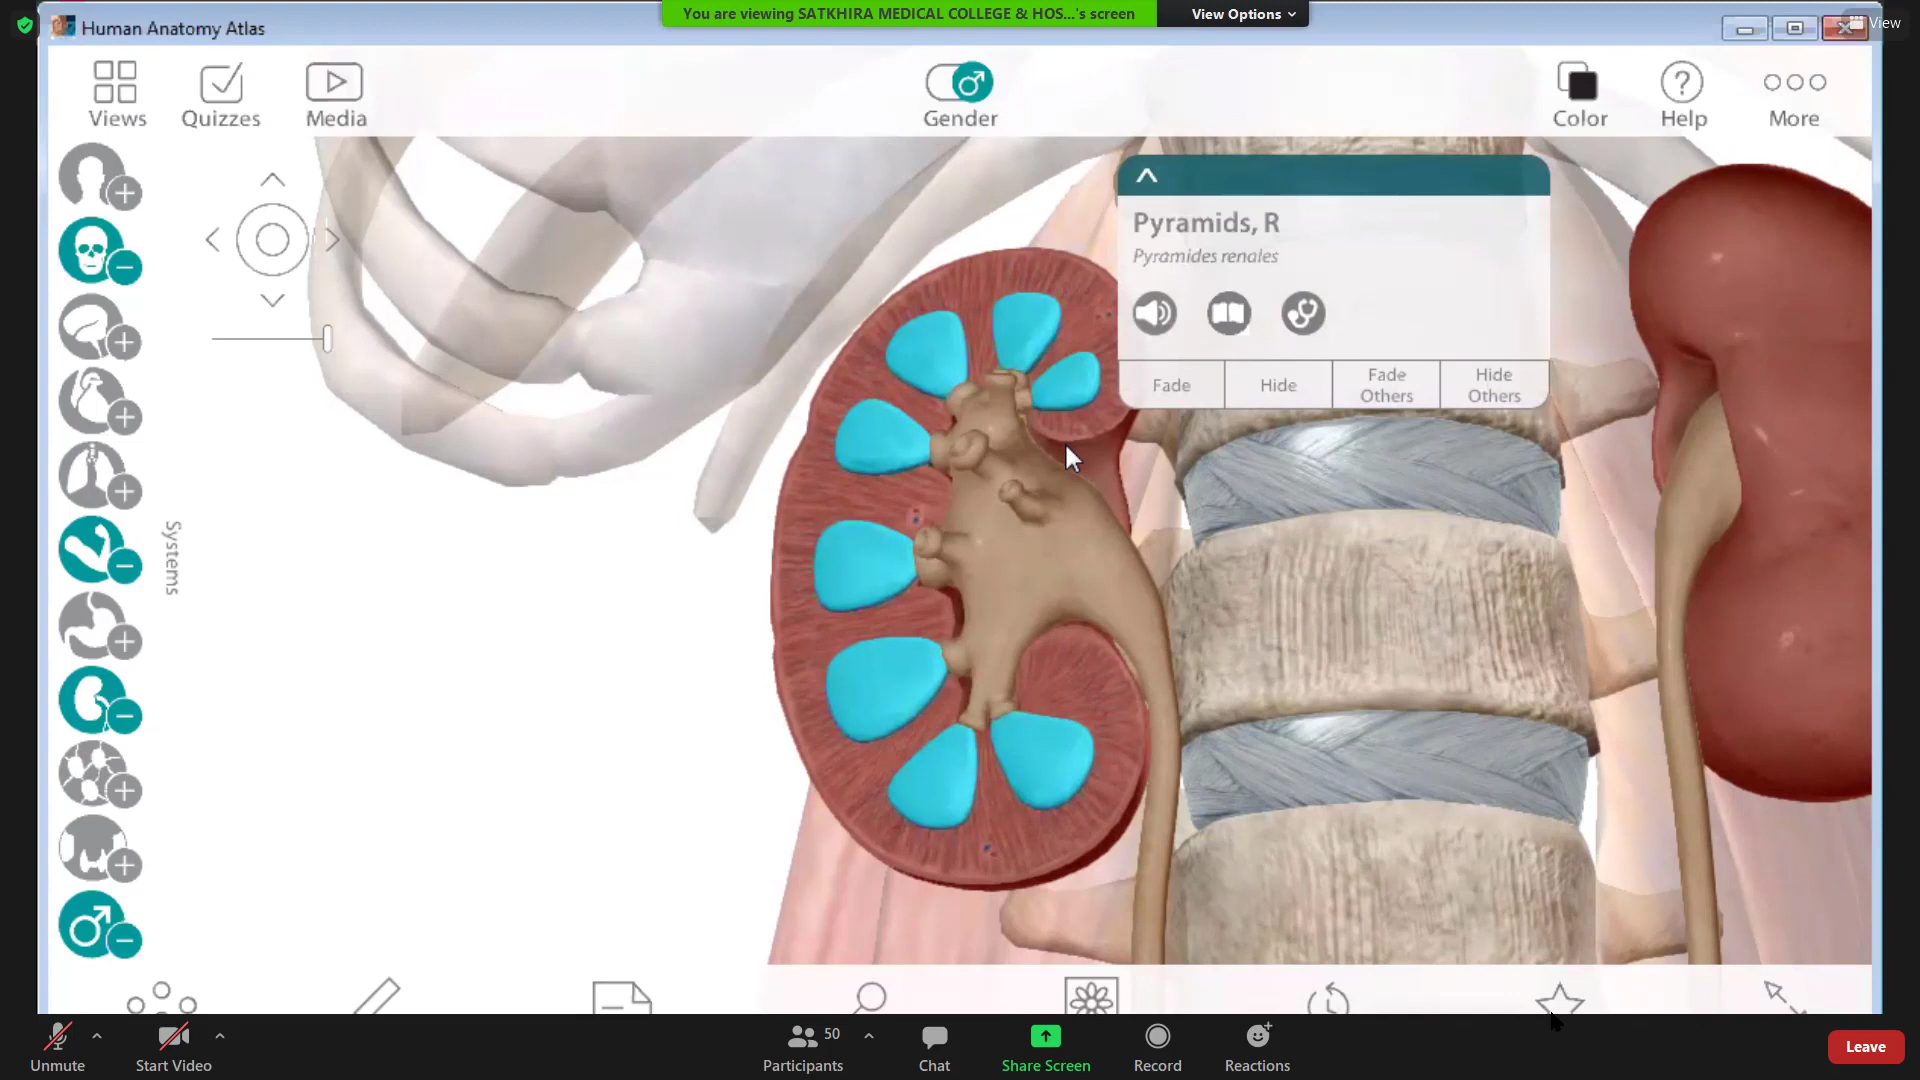 You are viewing SATKHIRA MEDICAL COLLEGE & HOS...'s screen
View Options
View
Human Anatomy Atlas
Views
Quizzes
Media
Gender
Color
Help
More
Pyramids, R
Pyramides renales
Fade
Hide
Fade
Others
Hide
Others
Systems
Unmute
Start Video
50
Participants
Chat
Share Screen
Record
Reactions
Leave